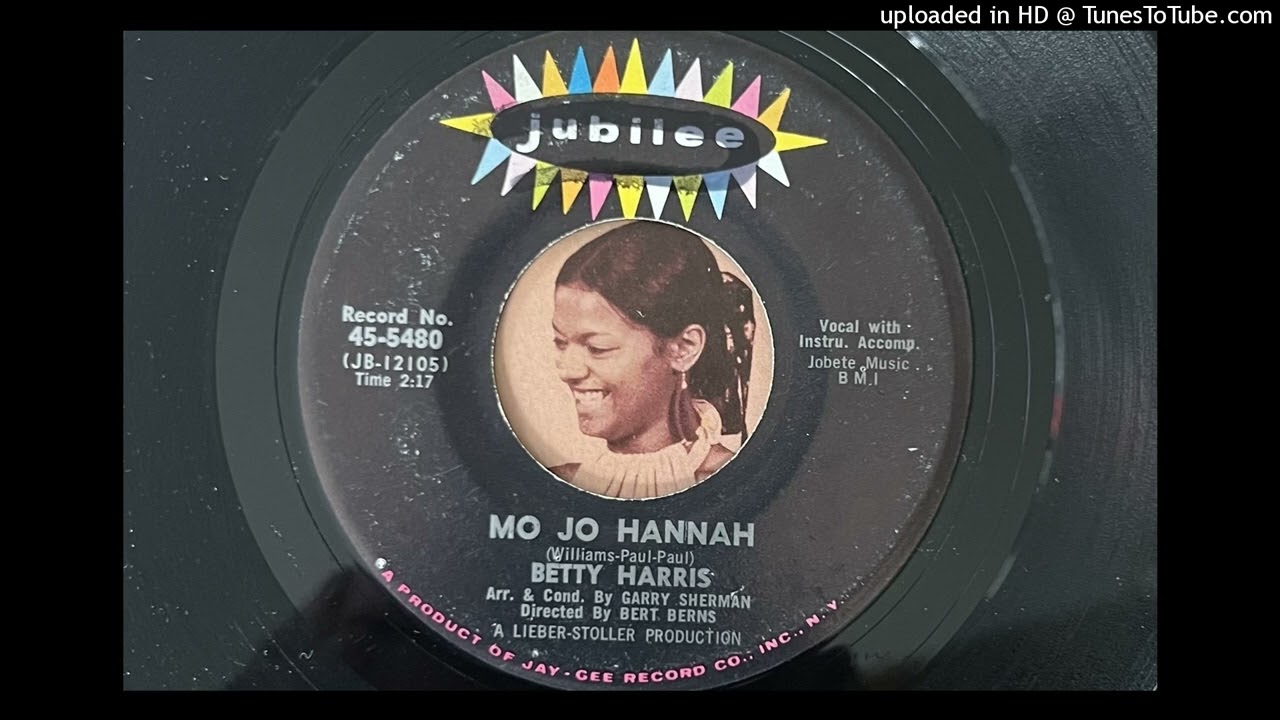 uploaded in HD @ TunesToTube.com
jubilee
Record No.
45-5480
(JB-12105)
Time 2:17
Vocal with
Instru. Accomp.
Jobete Music
B M.I
MO JO HANNAH
(Williams-Paul-Paul)
BETTY HARRIS
Arr. & Cond. By GARRY SHERMAN
Directed By BERT BERNS
A LIEBER-STOLLER PRODUCTION
A PRODUCT OF JAY-GEE RECORD CO., INC., N. Y.